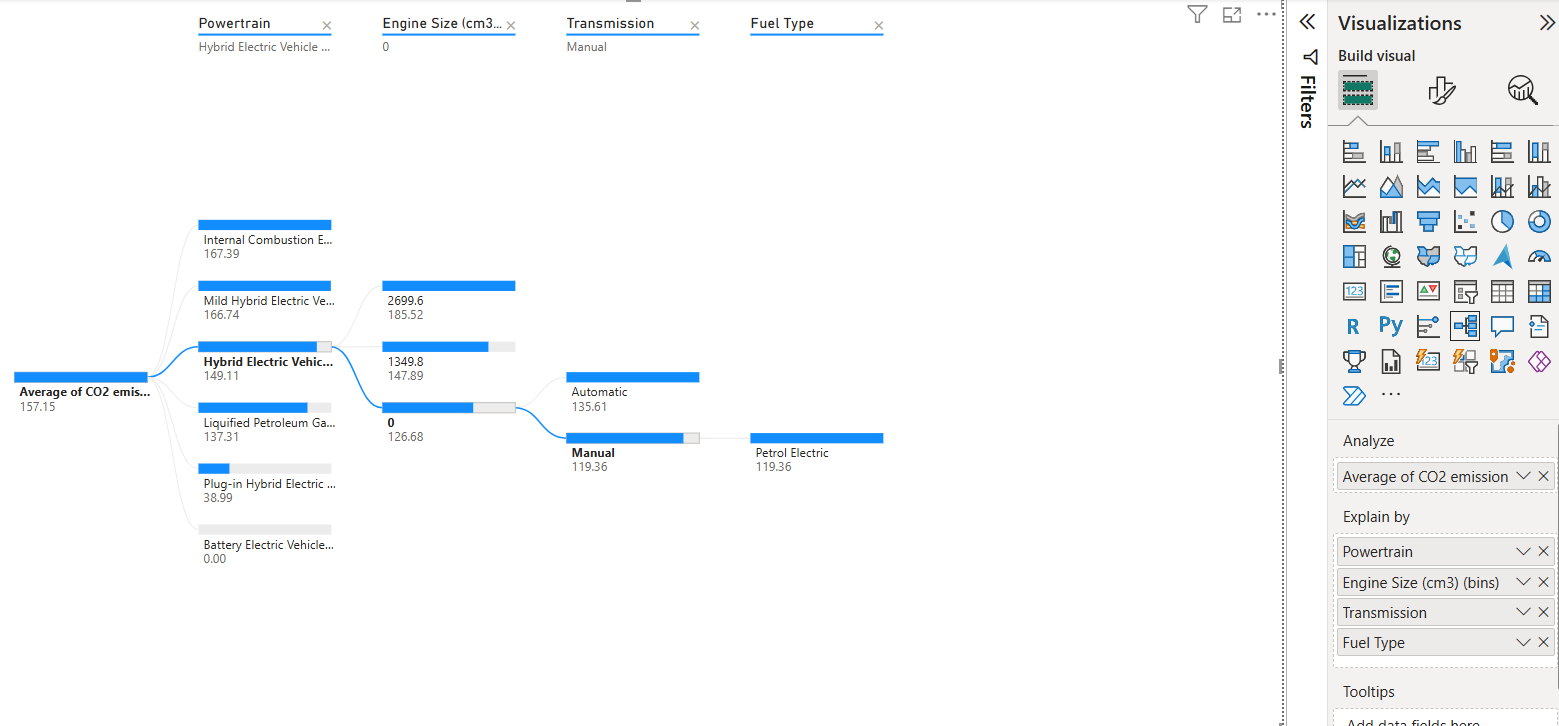 Powertrain
Hybrid Electric Vehicle ...
Engine Size (cm3...
0
Transmission
Manual
Fuel Type
Average of CO2 emis...
157.15
Internal Combustion E...
167.39
Mild Hybrid Electric Ve...
166.74
Hybrid Electric Vehic...
149.11
Liquified Petroleum Ga...
137.31
Plug-in Hybrid Electric ...
38.99
Battery Electric Vehicle...
0.00
2699.6
185.52
1349.8
147.89
0
126.68
Automatic
135.61
Manual
119.36
Petrol Electric
119.36
Filters
Visualizations
Build visual
123
R
Py
123
Analyze
Average of CO2 emission
Explain by
Powertrain
Engine Size (cm3) (bins)
Transmission
Fuel Type
Tooltips
Add data fields here